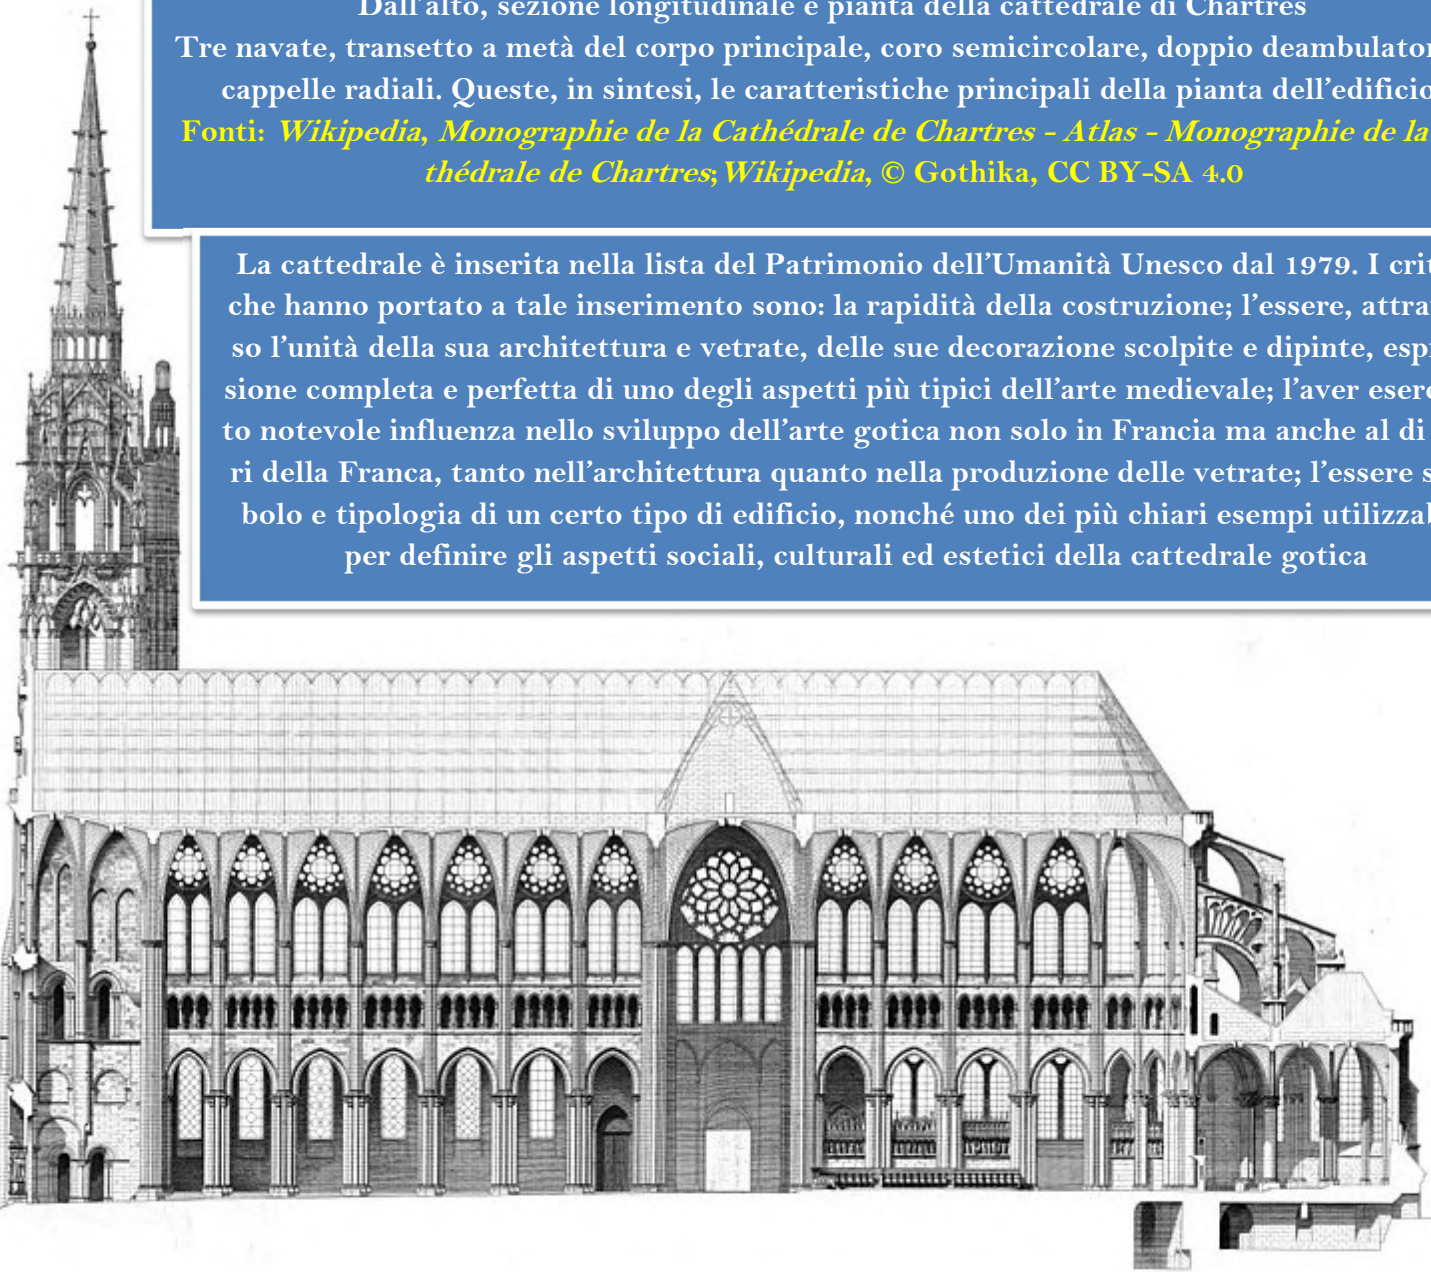 Dall’alto, sezione longitudinale e pianta della cattedrale di Chartres
Tre navate, transetto a metà del corpo principale, coro semicircolare, doppio deambulator
cappelle radiali. Queste, in sintesi, le caratteristiche principali della pianta dell’edificio
Fonti: Wikipedia, Monographie de la Cathédrale de Chartres - Atlas - Monographie de la
thédrale de Chartres; Wikipedia, © Gothika, CC BY-SA 4.0
La cattedrale è inserita nella lista del Patrimonio dell’Umanità Unesco dal 1979. I crit
che hanno portato a tale inserimento sono: la rapidità della costruzione; l’essere, attra
so l’unità della sua architettura e vetrate, delle sue decorazione scolpite e dipinte, esp
sione completa e perfetta di uno degli aspetti più tipici dell’arte medievale; l’aver eser
to notevole influenza nello sviluppo dell’arte gotica non solo in Francia ma anche al di
ri della Franca, tanto nell’architettura quanto nella produzione delle vetrate; l’essere s
bolo e tipologia di un certo tipo di edificio, nonché uno dei più chiari esempi utilizzab
per definire gli aspetti sociali, culturali ed estetici della cattedrale gotica